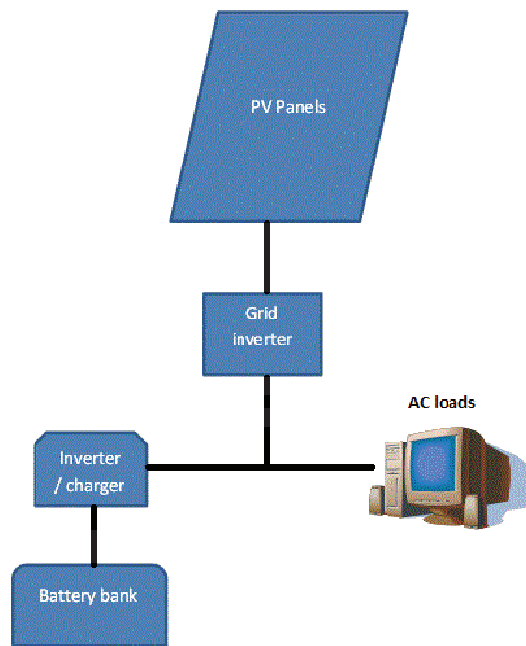 PV Panels
Grid
inverter
AC loads
Inverter
/ charger
Battery bank